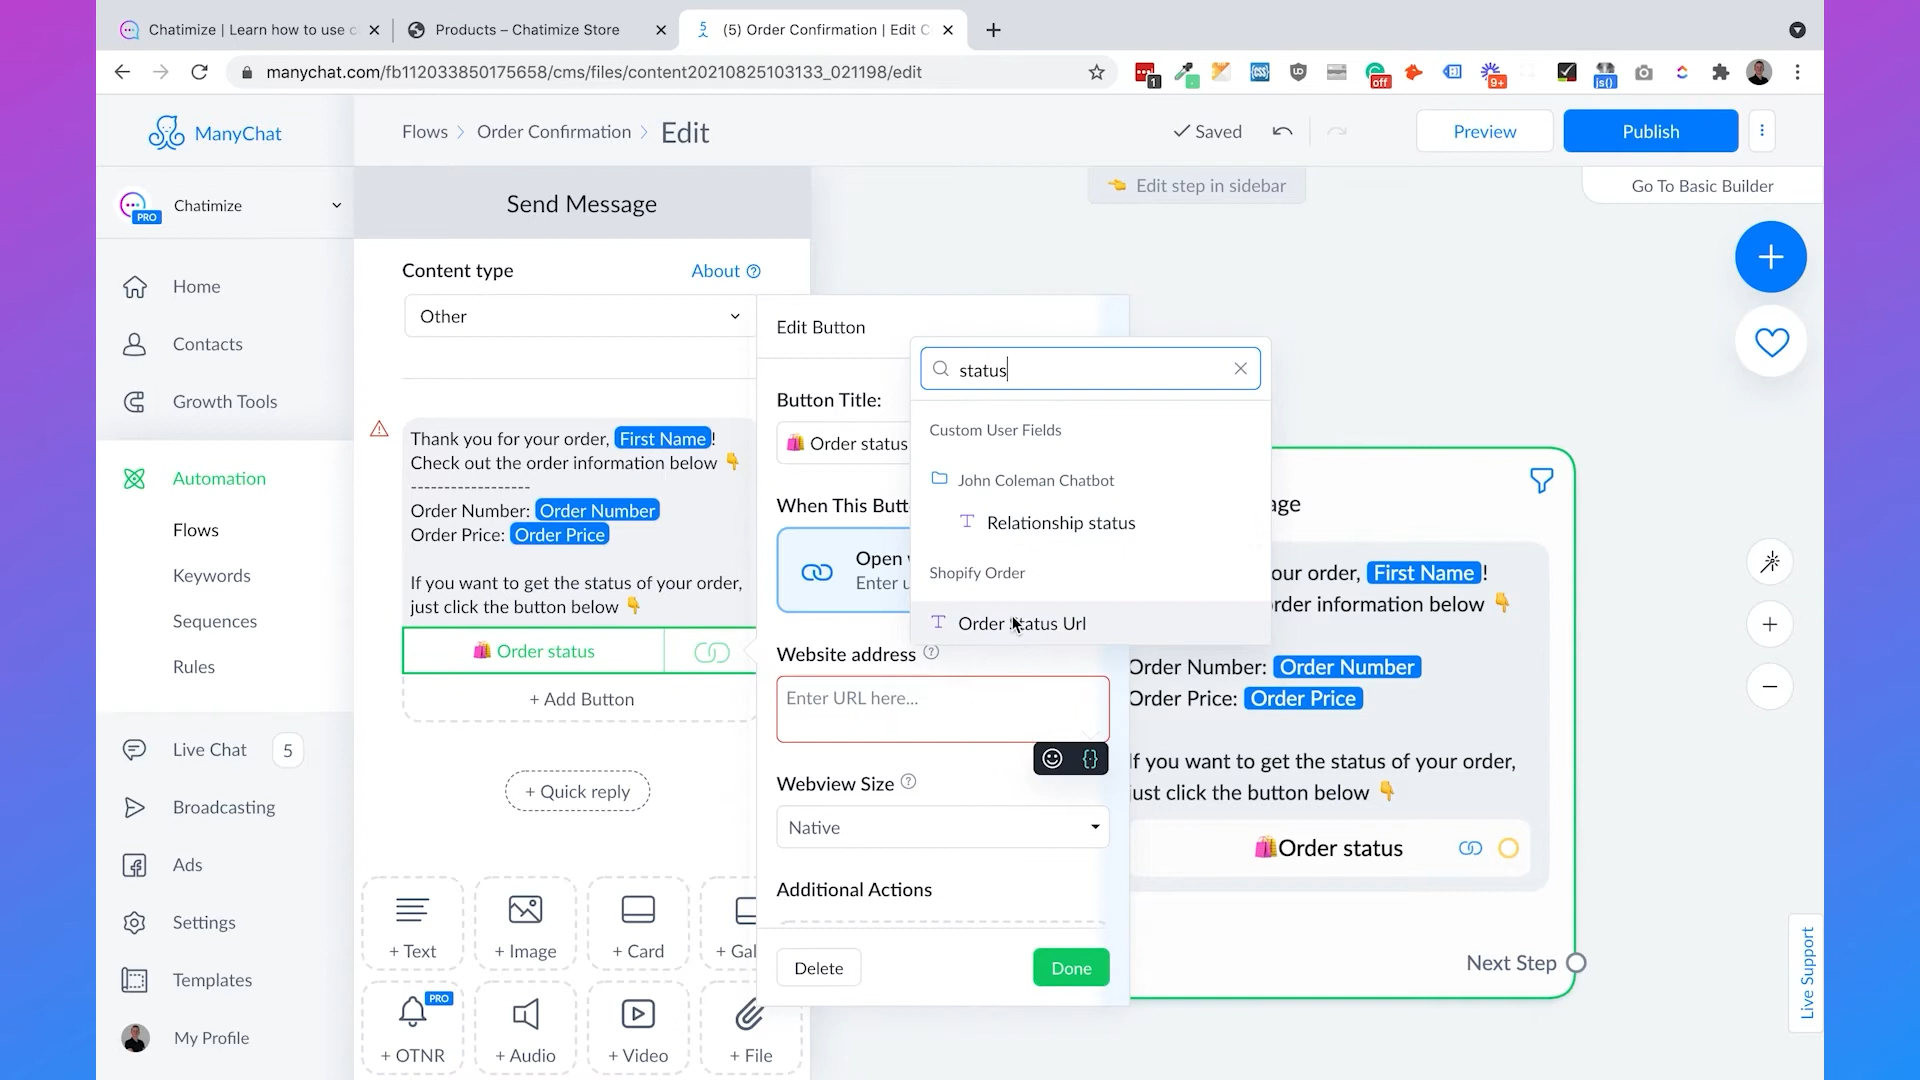 Chatimize | Learn how to use c
Products – Chatimize Store
(5) Order Confirmation | Edit C
manychat.com/fb112033850175658/cms/files/content20210825103133_021198/edit
1
off
9+
js()
ManyChat
Flows > Order Confirmation > Edit
Saved
Preview
Publish
PRO
Chatimize
Home
Contacts
Growth Tools
Automation
Flows
Keywords
Sequences
Rules
Live Chat 5
Broadcasting
Ads
Settings
Templates
My Profile
Send Message
Content type
About
Other
Thank you for your order, First Name!
Check out the order information below 👇
------------------
Order Number: Order Number
Order Price: Order Price
If you want to get the status of your order,
just click the button below 👇
🛍 Order status
+ Add Button
+ Quick reply
+ Text
+ Image
+ Card
+ Gal
PRO
+ OTNR
+ Audio
+ Video
+ File
Edit Button
Button Title:
🛍 Order status
When This Butt
Open
Enter u
Website address
Enter URL here...
{}
Webview Size
Native
Additional Actions
Delete
Done
status
Custom User Fields
John Coleman Chatbot
T Relationship status
Shopify Order
T Order Status Url
👈 Edit step in sidebar
Go To Basic Builder
ge
our order, First Name!
rder information below 👇
Order Number: Order Number
Order Price: Order Price
If you want to get the status of your order,
just click the button below 👇
🛍Order status
Next Step
Live Support